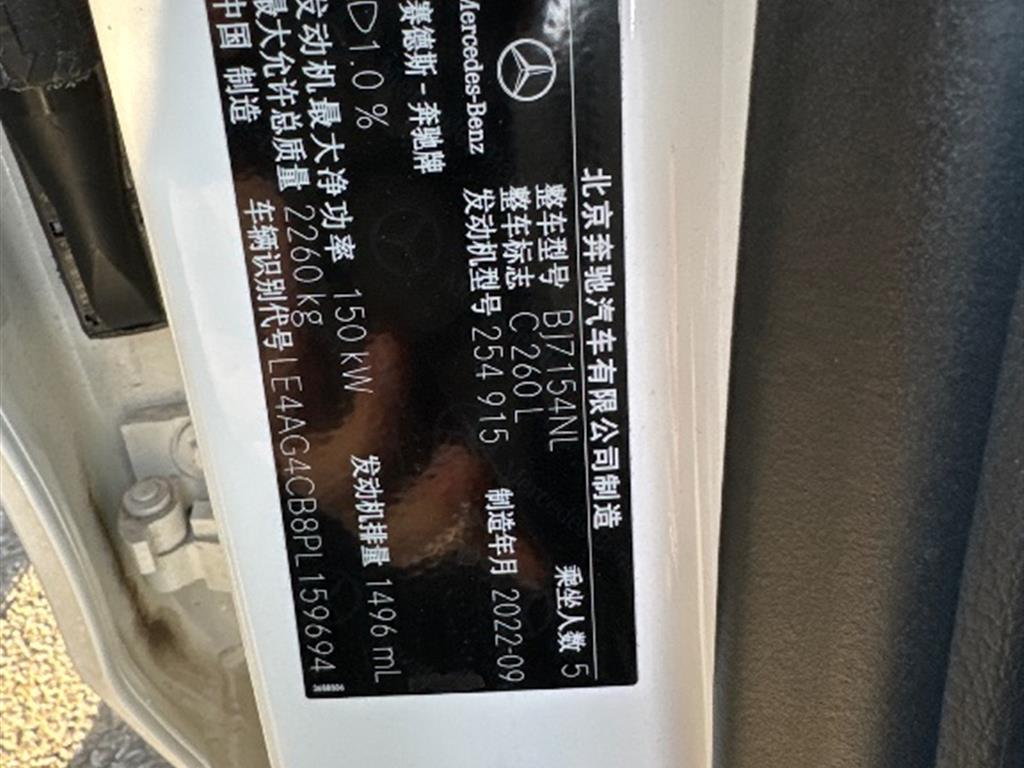 北京奔驰汽车有限公司制造
Mercedes-Benz
整车型号 BJ7154NL 乘坐人数 5
整车标志 C 260 L
发动机型号 254 915 制造年月 2022-09
赛德斯-奔驰牌
1.0 %
发动机最大净功率 150 kW 发动机排量 1496 mL
最大允许总质量 2260kg
车辆识别代号 LE4AG4CB8PL159694
中国 制造